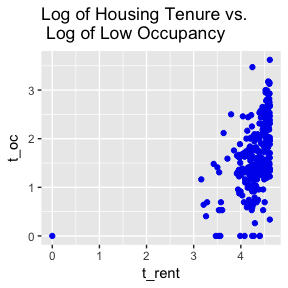 Log of Housing Tenure vs.
Log of Low Occupancy
t_oc
3
2
1
0
0
1
2
3
4
t_rent